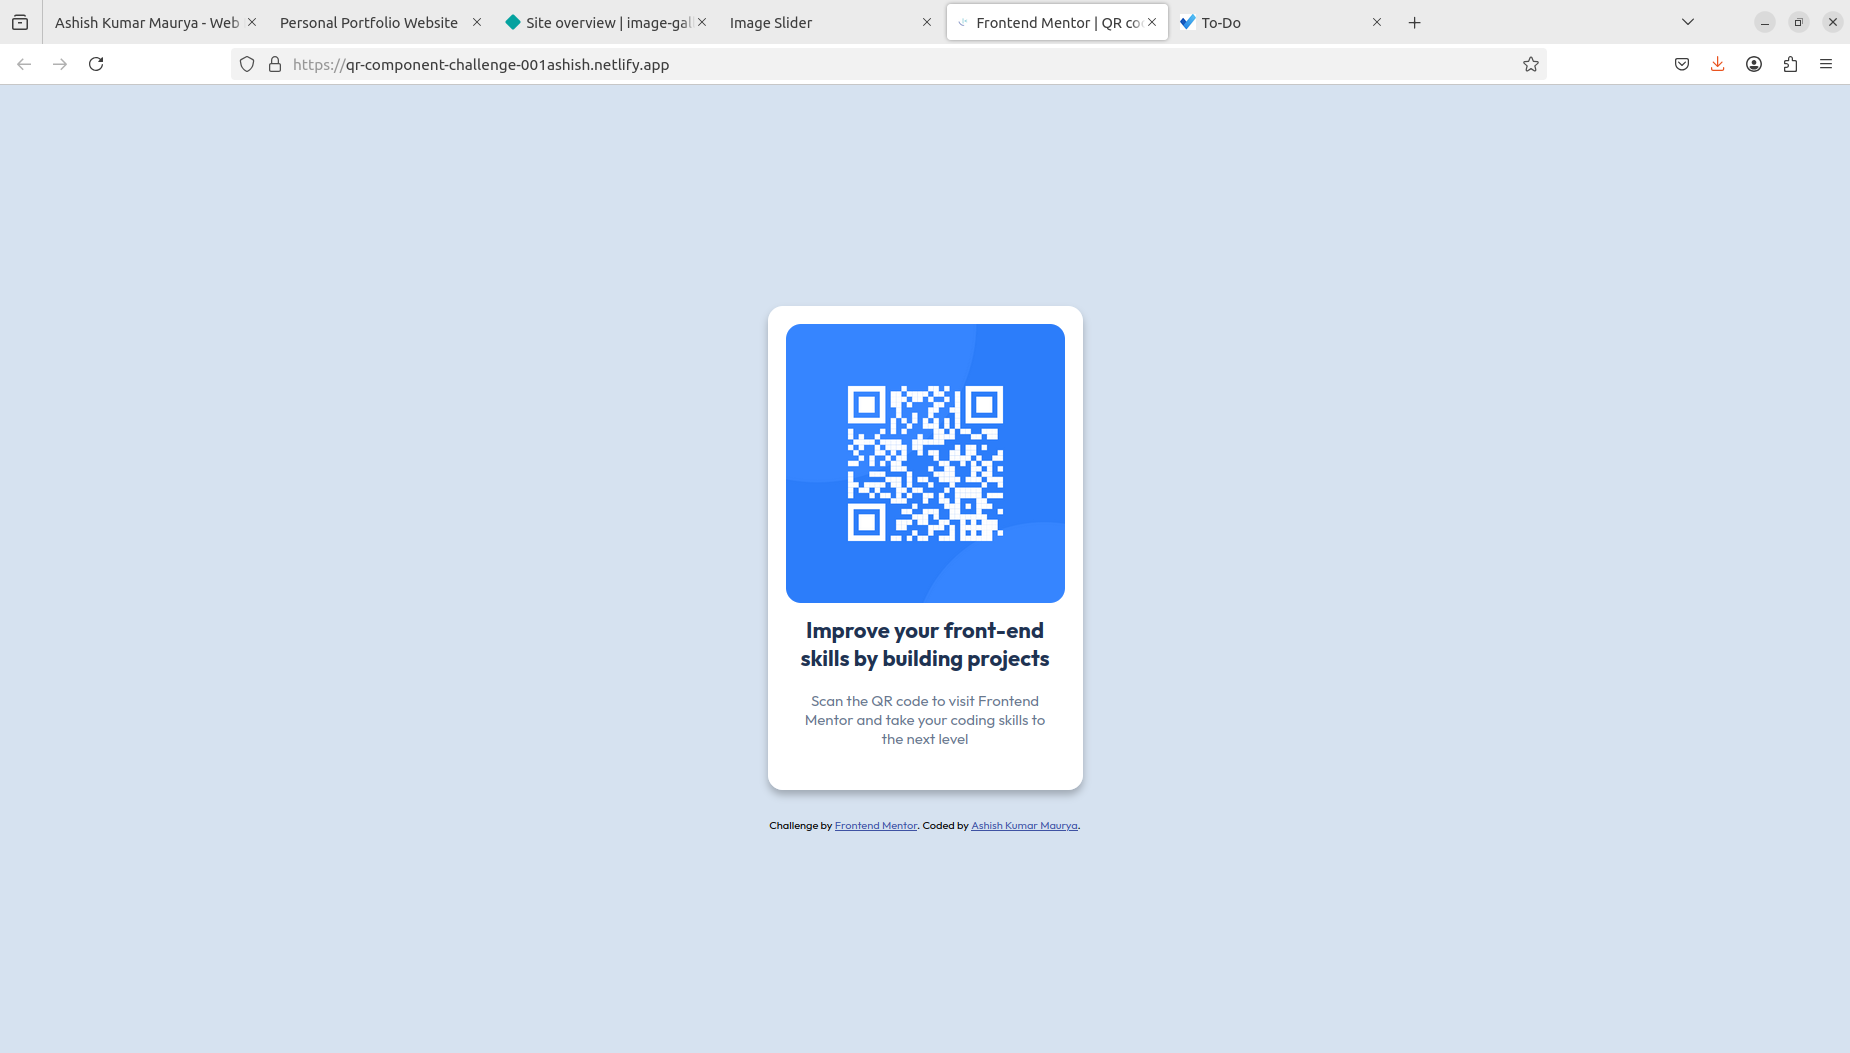 Ashish Kumar Maurya - Web
Personal Portfolio Website
Site overview | image-gal
Image Slider
Frontend Mentor | QR co
To-Do
https://qr-component-challenge-001ashish.netlify.app
Improve your front-end
skills by building projects
Scan the QR code to visit Frontend
Mentor and take your coding skills to
the next level
Challenge by Frontend Mentor. Coded by Ashish Kumar Maurya.